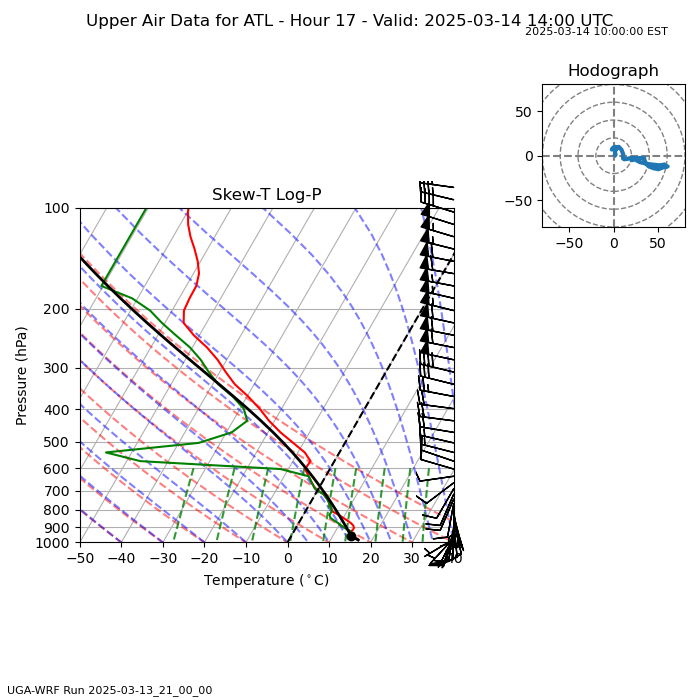 Upper Air Data for ATL - Hour 17 - Valid: 2025-03-14 14:00 UTC
2025-03-14 10:00:00 EST
Hodograph
50
0
−50
−50 0 50
Skew-T Log-P
100
200
300
400
500
600
700
800
900
1000
Pressure (hPa)
−50 −40 −30 −20 −10 0 10 20 30 40
Temperature (°C)
UGA-WRF Run 2025-03-13_21_00_00